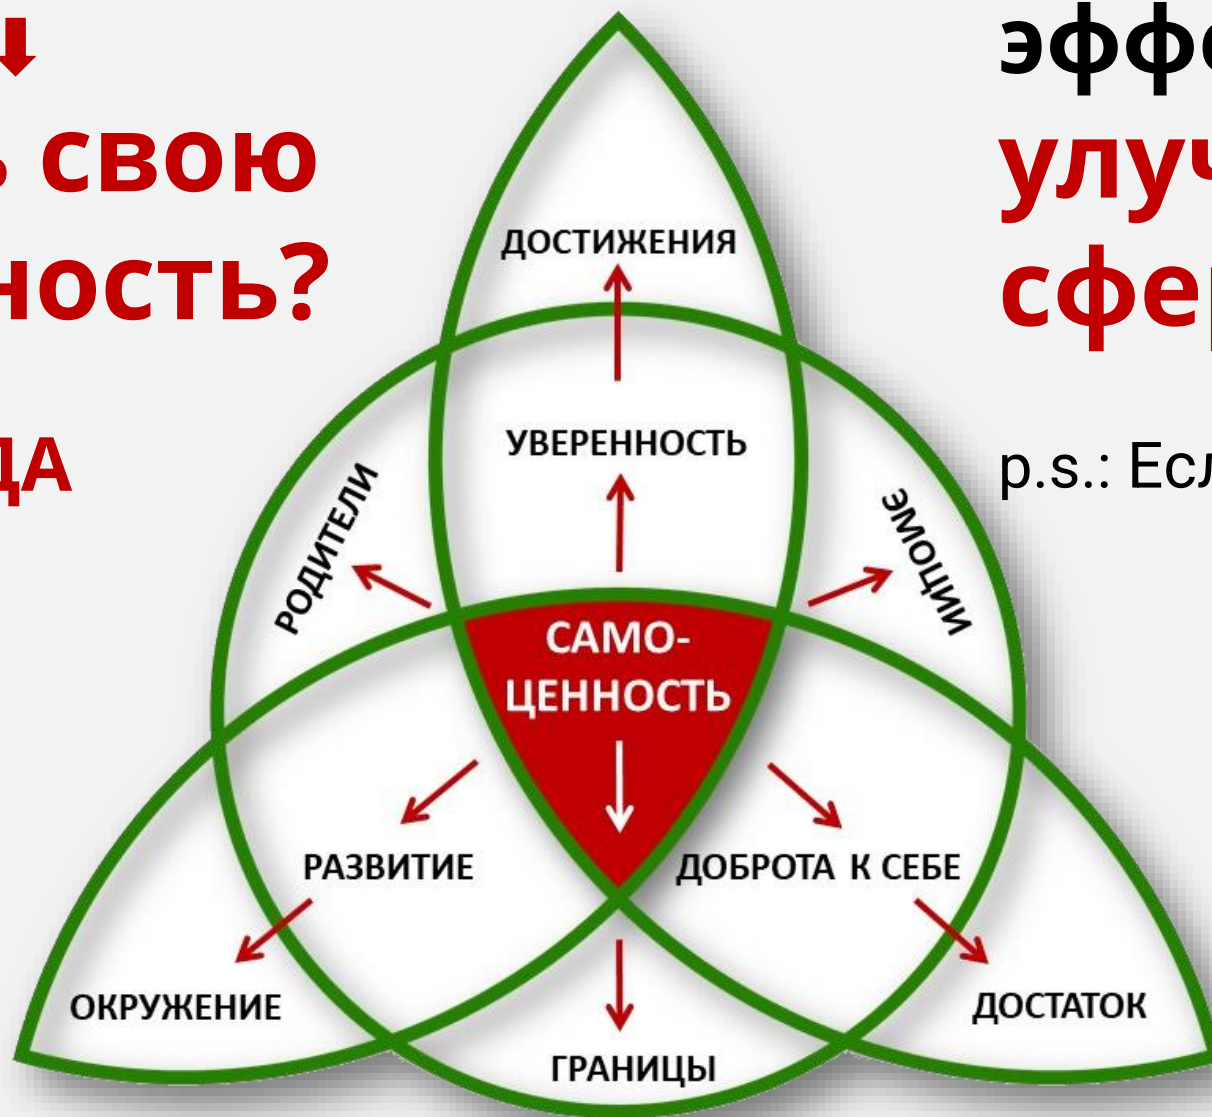 ь свою
ность?
ДА
эффе
улуч
сфер
p.s.: Есл
ДОСТИЖЕНИЯ
УВЕРЕННОСТЬ
РОДИТЕЛИ
ЭМОЦИИ
САМО-
ЦЕННОСТЬ
РАЗВИТИЕ
ДОБРОТА К СЕБЕ
ОКРУЖЕНИЕ
ДОСТАТОК
ГРАНИЦЫ